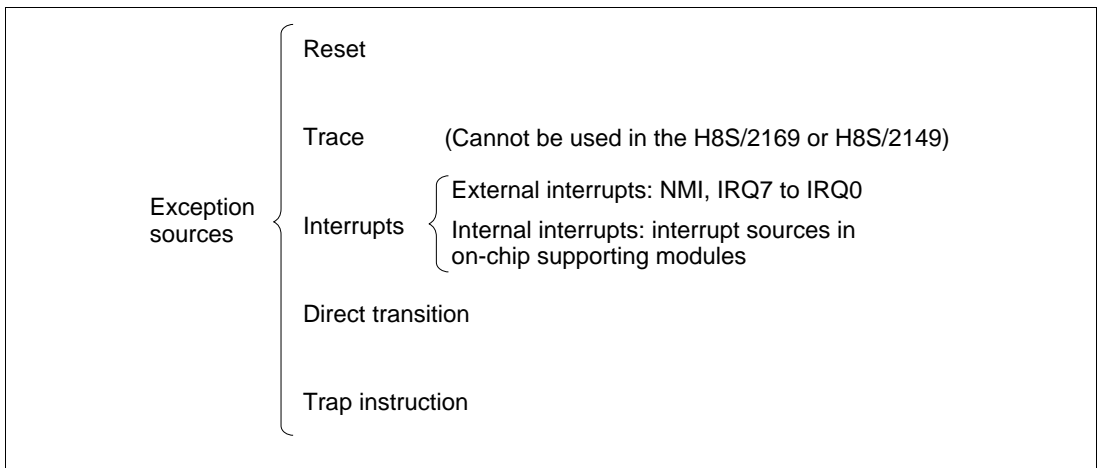 Reset
Trace (Cannot be used in the H8S/2169 or H8S/2149)
Exception
sources
Interrupts
External interrupts: NMI, IRQ7 to IRQ0
Internal interrupts: interrupt sources in
on-chip supporting modules
Direct transition
Trap instruction